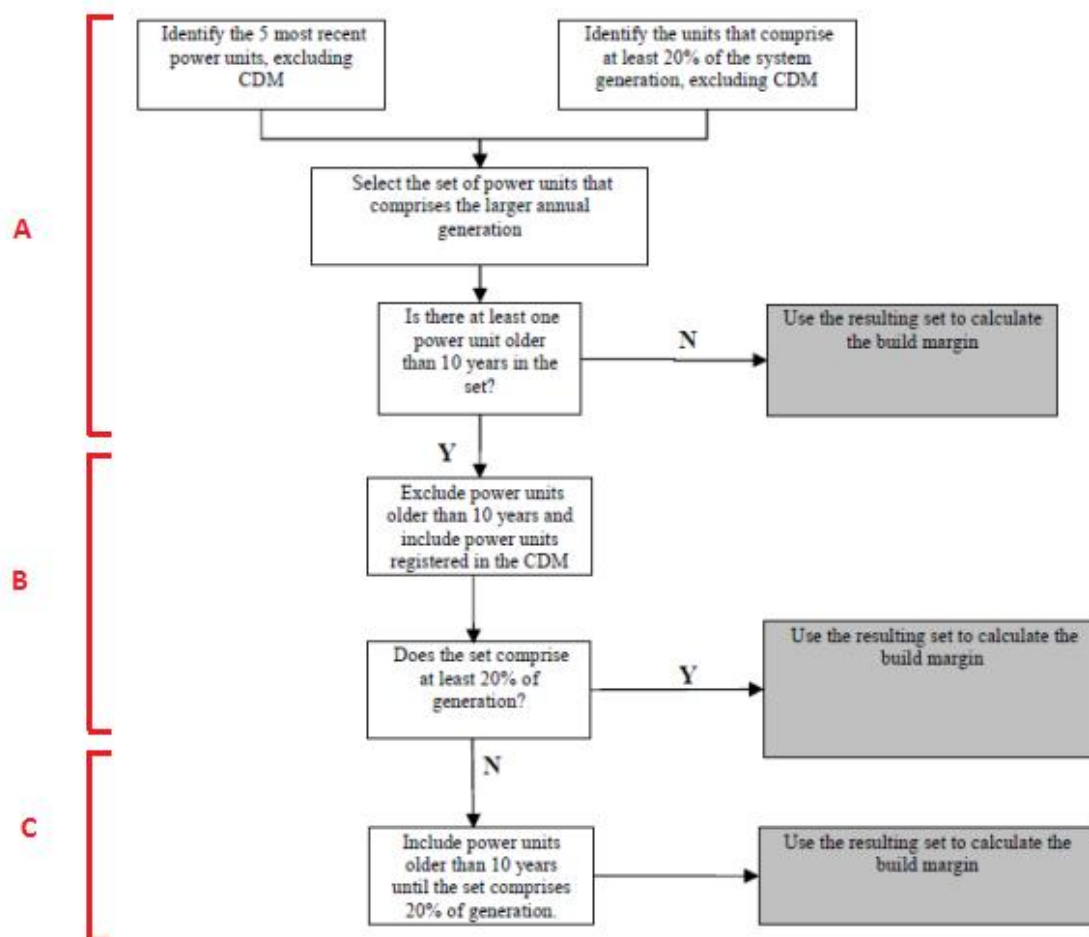 Identify the 5 most recent
power units, excluding
CDM
Identify the units that comprise
at least 20% of the system
generation, excluding CDM
Select the set of power units that
comprises the larger annual
generation
A
Is there at least one
power unit older
than 10 years in the
set?
N
Use the resulting set to calculate
the build margin
Y
Exclude power units
older than 10 years and
include power units
registered in the CDM
B
Does the set comprise
at least 20% of
generation?
Y
Use the resulting set to calculate the
build margin
N
C
Include power units
older than 10 years
until the set comprises
20% of generation.
Use the resulting set to calculate the
build margin